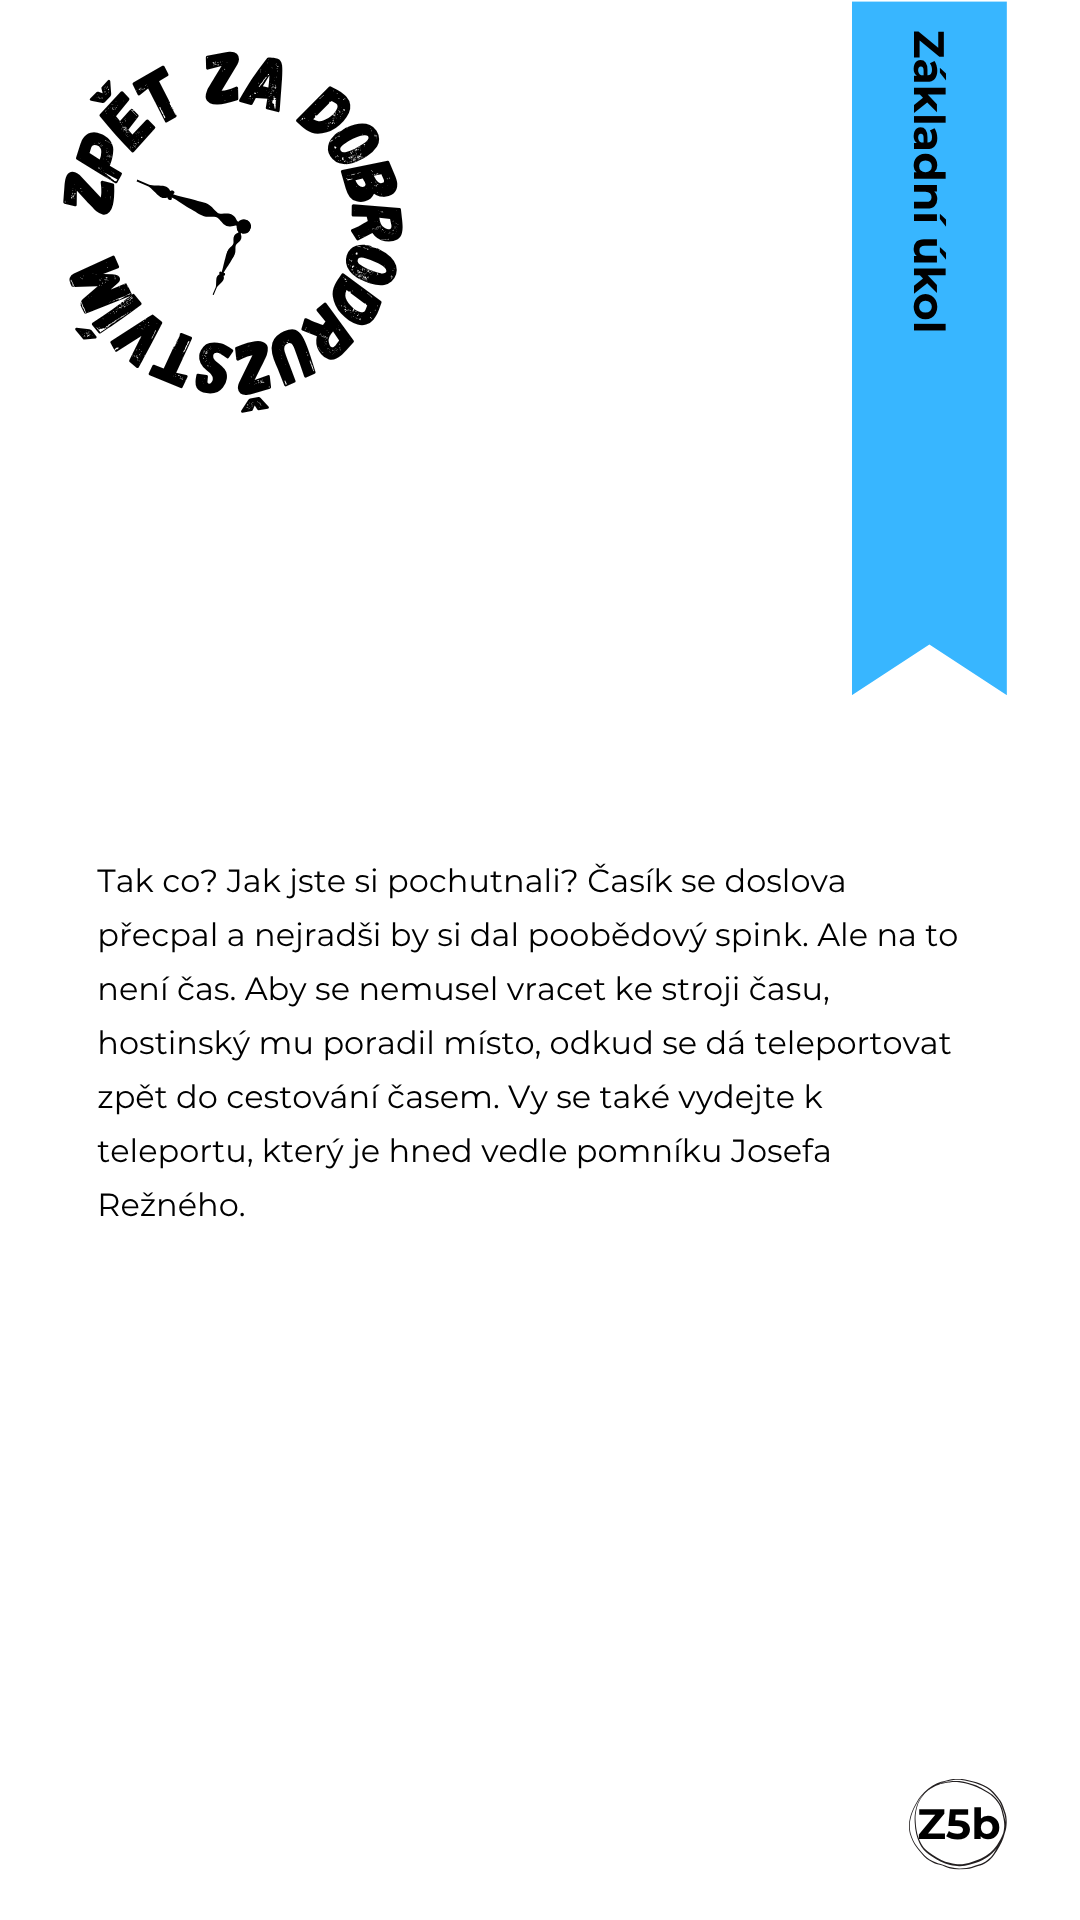 ZPĚT ZA DOBRODRUŽSTVÍM
Základní úkol
Tak co? Jak jste si pochutnali? Časík se doslova
přecpal a nejradši by si dal poobědový spink. Ale na to
není čas. Aby se nemusel vracet ke stroji času,
hostinský mu poradil místo, odkud se dá teleportovat
zpět do cestování časem. Vy se také vydejte k
teleportu, který je hned vedle pomníku Josefa
Režného.
Z5b